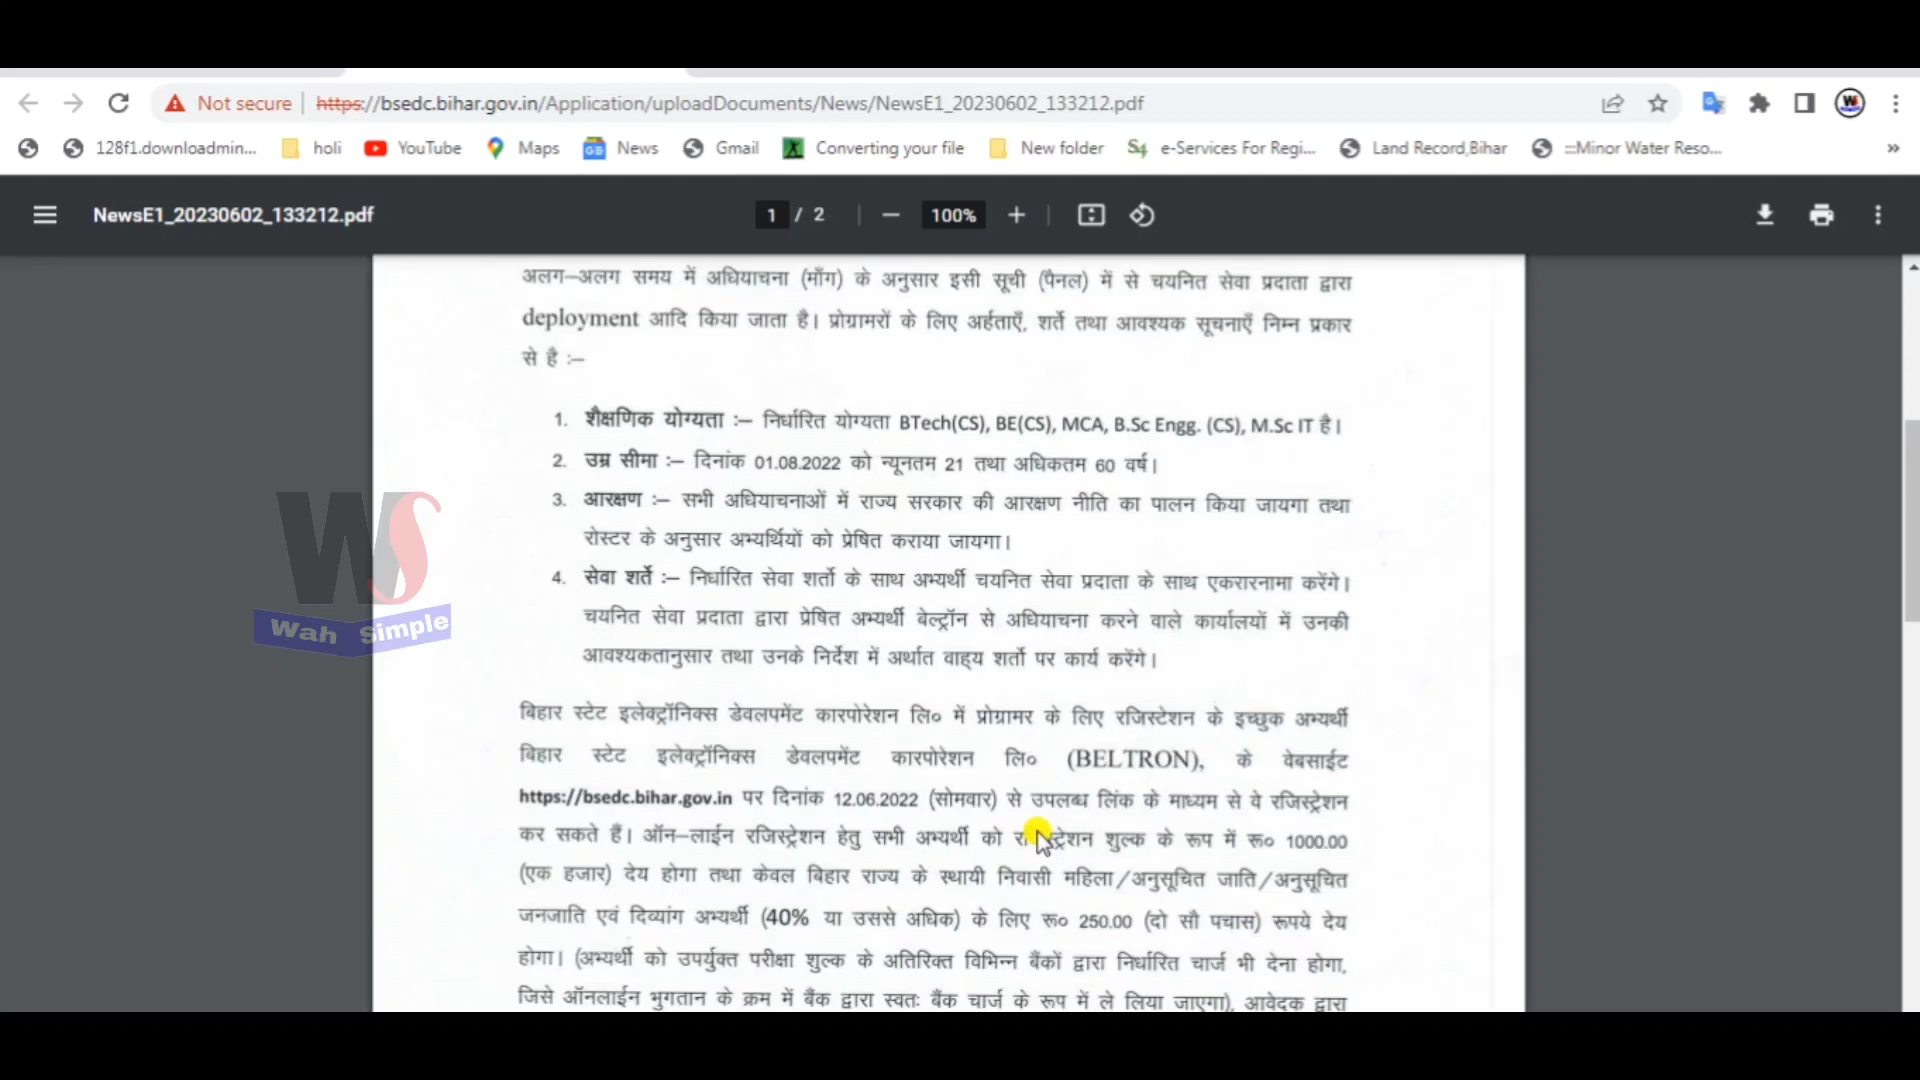 Not secure https://bsedc.bihar.gov.in/Application/uploadDocuments/News/NewsE1_20230602_133212.pdf
128f1.downloadmin... holi YouTube Maps News Gmail Converting your file New folder e-Services For Regi... Land Record,Bihar :::Minor Water Reso... »
NewsE1_20230602_133212.pdf 1 / 2 100%
अलग–अलग समय में अधियाचना (माँग) के अनुसार इसी सूची (पैनल) में से चयनित सेवा प्रदाता द्वारा
deployment आदि किया जाता है। प्रोग्रामरों के लिए अर्हताएँ, शर्ते तथा आवश्यक सूचनाएँ निम्न प्रकार
से है :–
1. शैक्षणिक योग्यता :– निर्धारित योग्यता BTech(CS), BE(CS), MCA, B.Sc Engg. (CS), M.Sc IT है।
2. उम्र सीमा :– दिनांक 01.08.2022 को न्यूनतम 21 तथा अधिकतम 60 वर्ष।
3. आरक्षण :– सभी अधियाचनाओं में राज्य सरकार की आरक्षण नीति का पालन किया जायगा तथा
रोस्टर के अनुसार अभ्यर्थियों को प्रेषित कराया जायगा।
4. सेवा शर्ते :– निर्धारित सेवा शर्तो के साथ अभ्यर्थी चयनित सेवा प्रदाता के साथ एकरारनामा करेंगे।
चयनित सेवा प्रदाता द्वारा प्रेषित अभ्यर्थी बेल्ट्रॉन से अधियाचना करने वाले कार्यालयों में उनकी
आवश्यकतानुसार तथा उनके निर्देश में अर्थात वाह्य शर्तो पर कार्य करेंगे।
WS
Wah Simple
बिहार स्टेट इलेक्ट्रॉनिक्स डेवलपमेंट कारपोरेशन लि० में प्रोग्रामर के लिए रजिस्टेशन के इच्छुक अभ्यर्थी
बिहार स्टेट इलेक्ट्रॉनिक्स डेवलपमेंट कारपोरेशन लि० (BELTRON), के वेबसाईट
https://bsedc.bihar.gov.in पर दिनांक 12.06.2022 (सोमवार) से उपलब्ध लिंक के माध्यम से वे रजिस्ट्रेशन
कर सकते हैं। ऑन–लाईन रजिस्ट्रेशन हेतु सभी अभ्यर्थी को शुल्क के रूप में रू० 1000.00
(एक हजार) देय होगा तथा केवल बिहार राज्य के स्थायी निवासी महिला/अनुसूचित जाति/अनुसूचित
जनजाति एवं दिव्यांग अभ्यर्थी (40% या उससे अधिक) के लिए रू० 250.00 (दो सौ पचास) रूपये देय
होगा। (अभ्यर्थी को उपर्युक्त परीक्षा शुल्क के अतिरिक्त विभिन्न बैंकों द्वारा निर्धारित चार्ज भी देना होगा,
जिसे ऑनलाईन भुगतान के क्रम में बैंक द्वारा स्वतः बैंक चार्ज के रूप में ले लिया जाएगा), आवेदक द्वारा